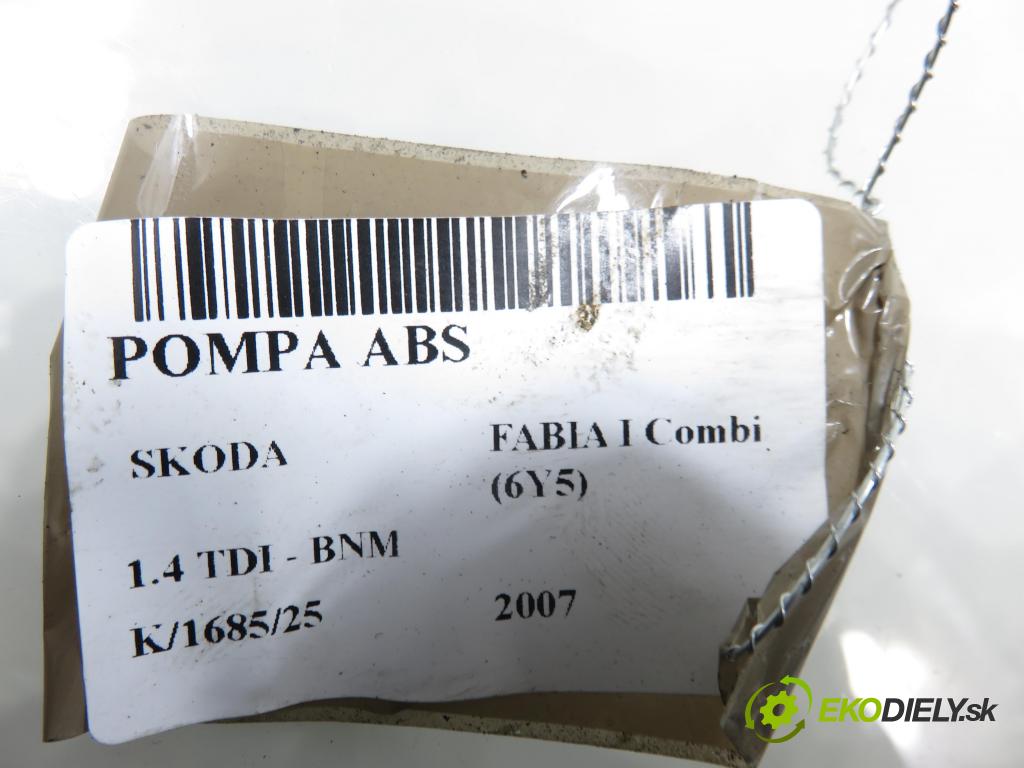 POMPA ABS
SKODA
FABIA I Combi
(6Y5)
1.4 TDI - BNM
K/1685/25
2007
EKODIELY.sk